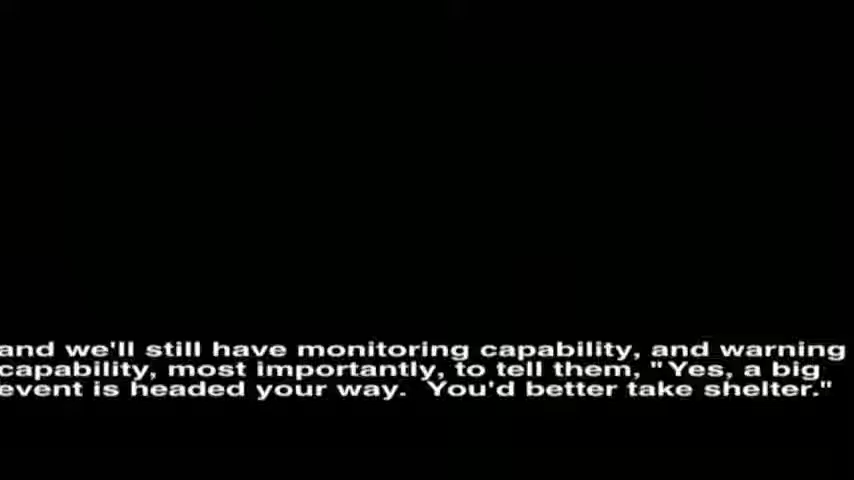 and we'll still have monitoring capability, and warning
capability, most importantly, to tell them, "Yes, a big
event is headed your way.  You'd better take shelter."